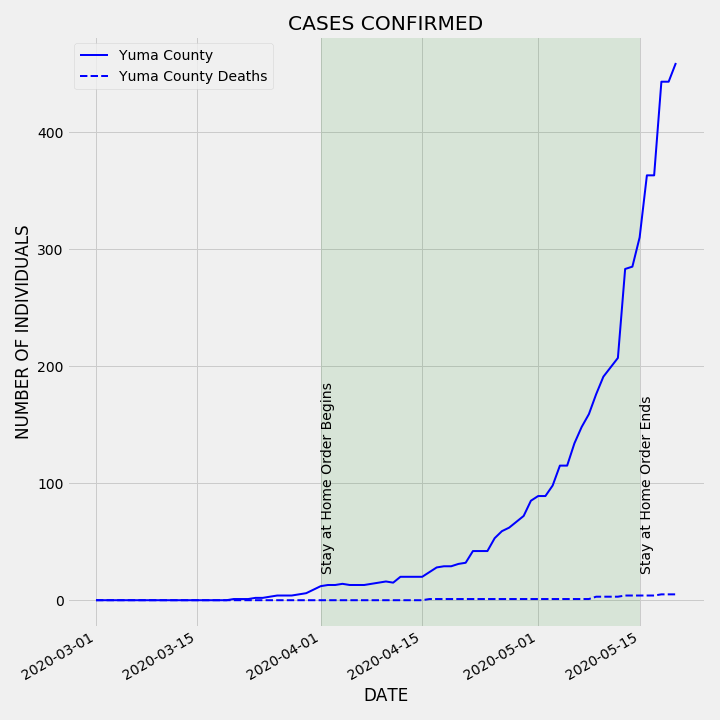 CASES CONFIRMED
Yuma County
Yuma County Deaths
NUMBER OF INDIVIDUALS
400
300
200
100
0
Stay at Home Order Begins
Stay at Home Order Ends
2020-03-01
2020-03-15
2020-04-01
2020-04-15
2020-05-01
2020-05-15
DATE